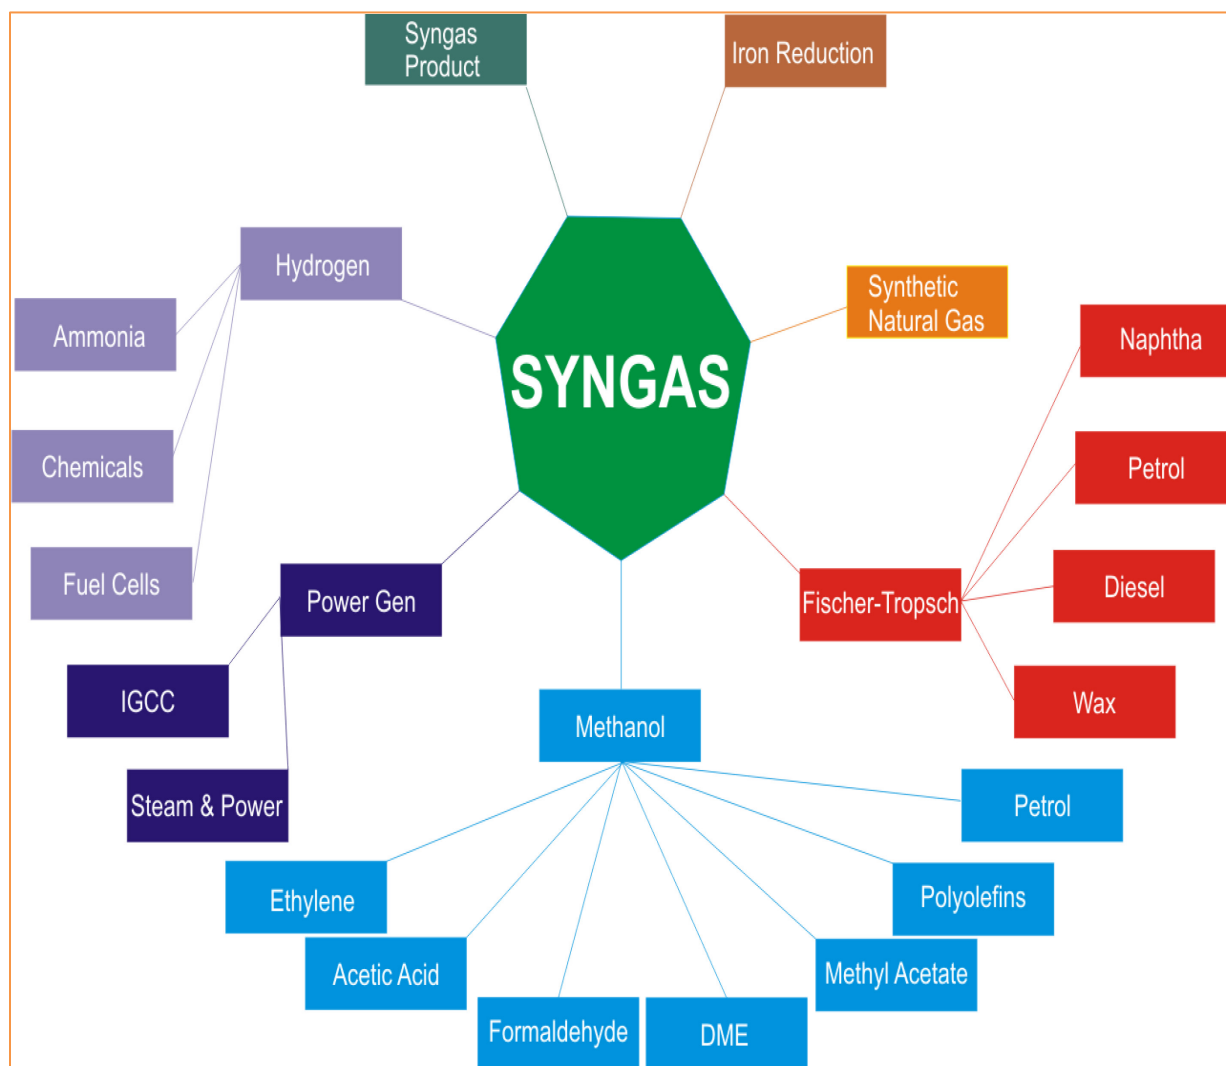 Syngas
Product
Iron Reduction
Hydrogen
Synthetic
Natural Gas
Ammonia
Naphtha
SYNGAS
Chemicals
Petrol
Fuel Cells
Power Gen
Fischer-Tropsch
Diesel
IGCC
Wax
Methanol
Steam & Power
Petrol
Ethylene
Polyolefins
Acetic Acid
Methyl Acetate
Formaldehyde
DME